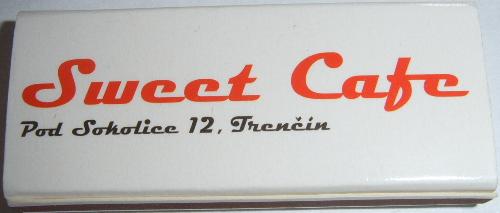 Sweet Cafe
Pod Sokolice 12, Trenčín